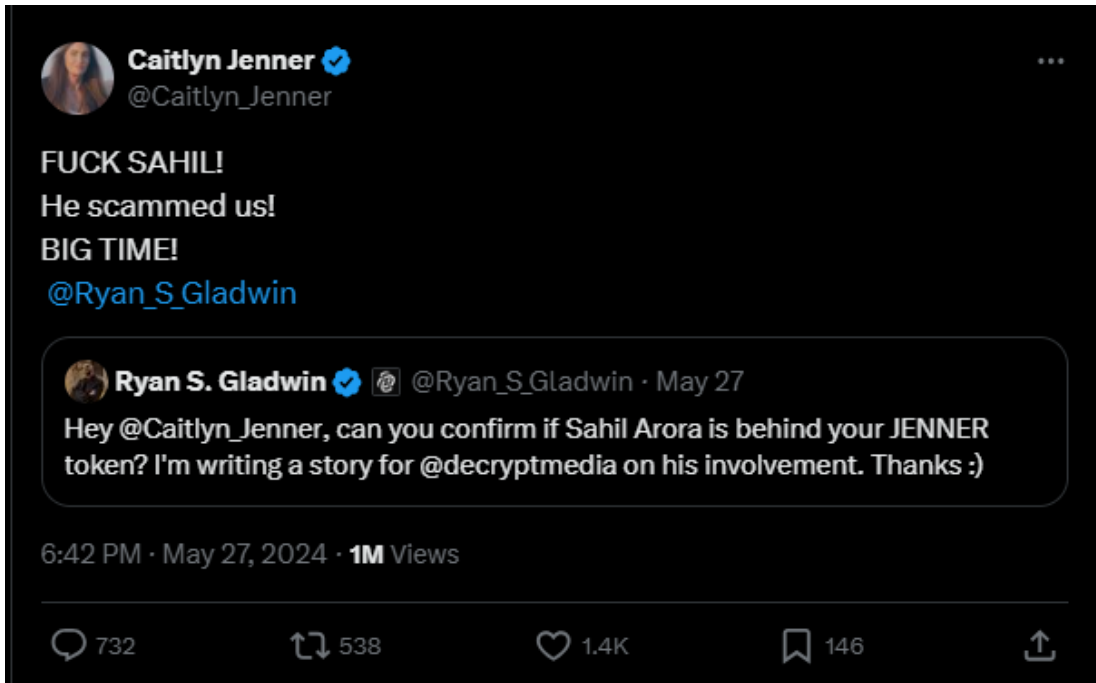 Caitlyn Jenner
@Caitlyn_Jenner
FUCK SAHIL!
He scammed us!
BIG TIME!
@Ryan_S_Gladwin
Ryan S. Gladwin @Ryan_S_Gladwin · May 27
Hey @Caitlyn_Jenner, can you confirm if Sahil Arora is behind your JENNER
token? I'm writing a story for @decryptmedia on his involvement. Thanks :)
6:42 PM · May 27, 2024 · 1M Views
732 538 1.4K 146